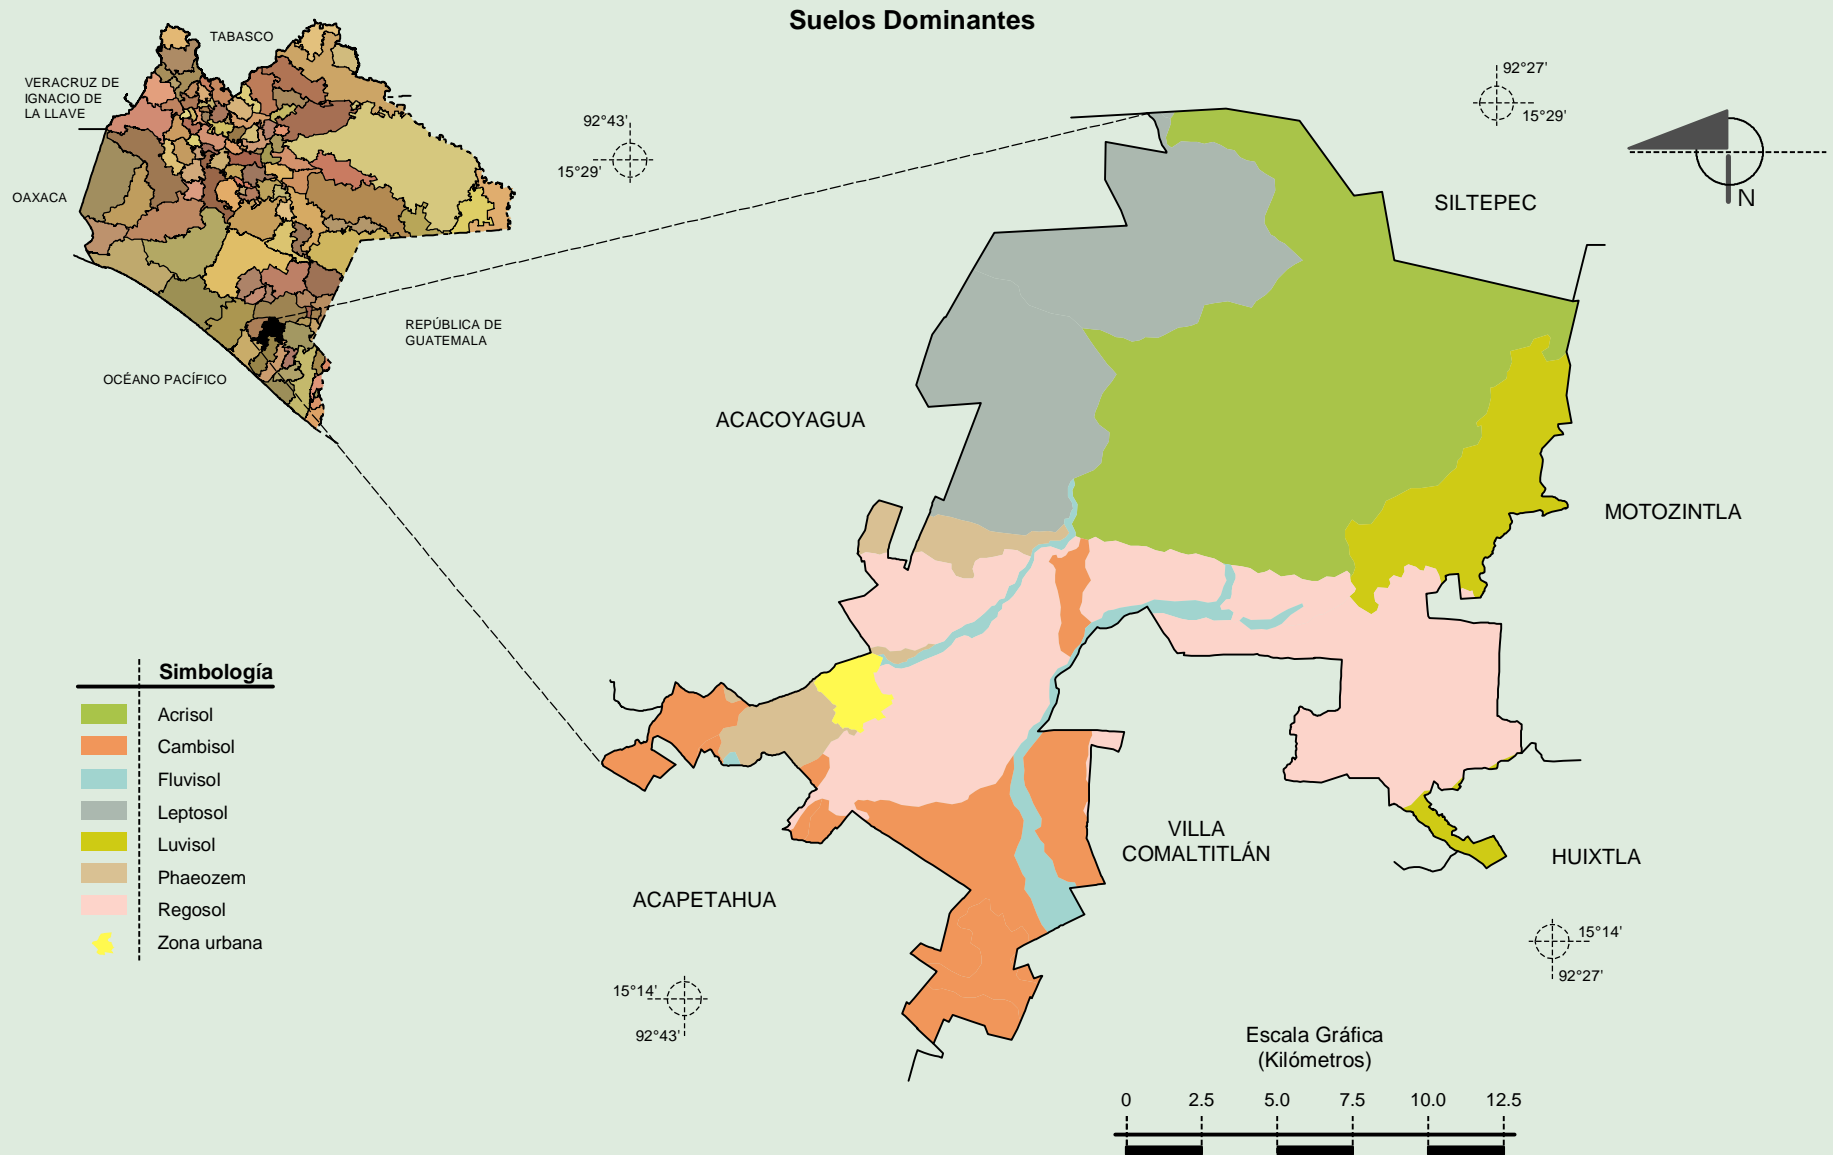 Suelos Dominantes
TABASCO
VERACRUZ DE
IGNACIO DE
LA LLAVE
OAXACA
REPÚBLICA DE
GUATEMALA
OCÉANO PACÍFICO
92°43'
15°29'
92°27'
15°29'
N
SILTEPEC
ACACOYAGUA
MOTOZINTLA
VILLA
COMALTITLÁN
HUIXTLA
ACAPETAHUA
Simbología
Acrisol
Cambisol
Fluvisol
Leptosol
Luvisol
Phaeozem
Regosol
Zona urbana
15°14'
92°43'
15°14'
92°27'
Escala Gráfica
(Kilómetros)
0 2.5 5.0 7.5 10.0 12.5